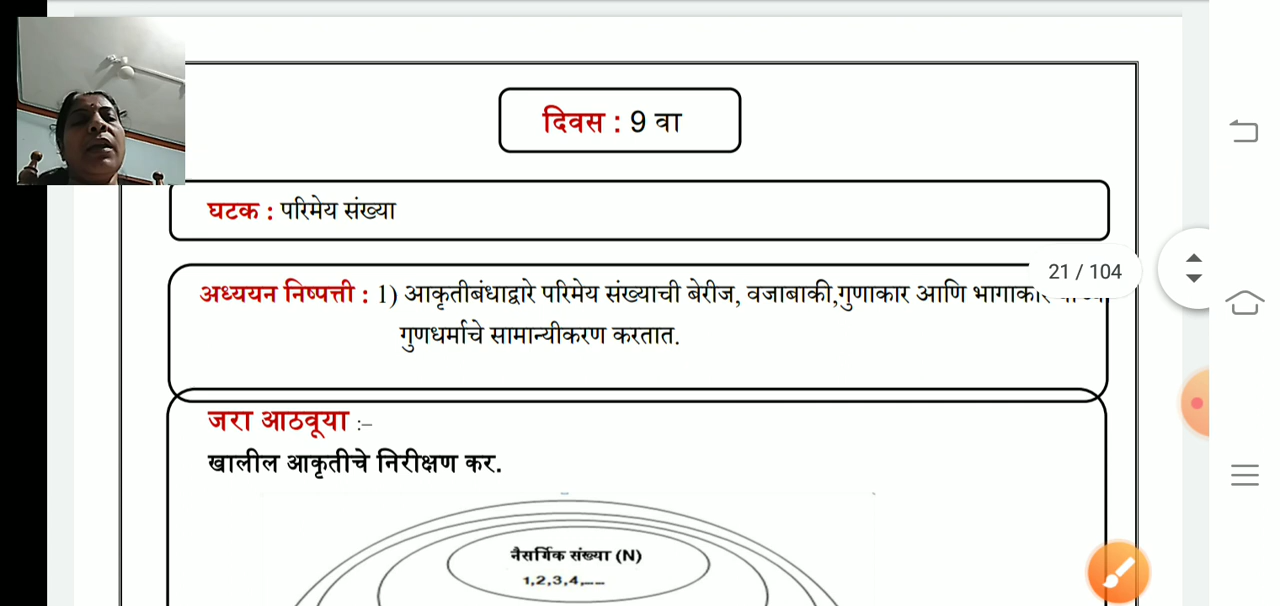 दिवस : 9 वा
घटक : परिमेय संख्या
21 / 104
अध्ययन निष्पत्ती : 1) आकृतीबंधाद्वारे परिमेय संख्याची बेरीज, वजाबाकी,गुणाकार आणि भागाकार
गुणधर्माचे सामान्यीकरण करतात.
जरा आठवूया :–
खालील आकृतीचे निरीक्षण कर.
नैसर्गिक संख्या (N)
1,2,3,4,.....